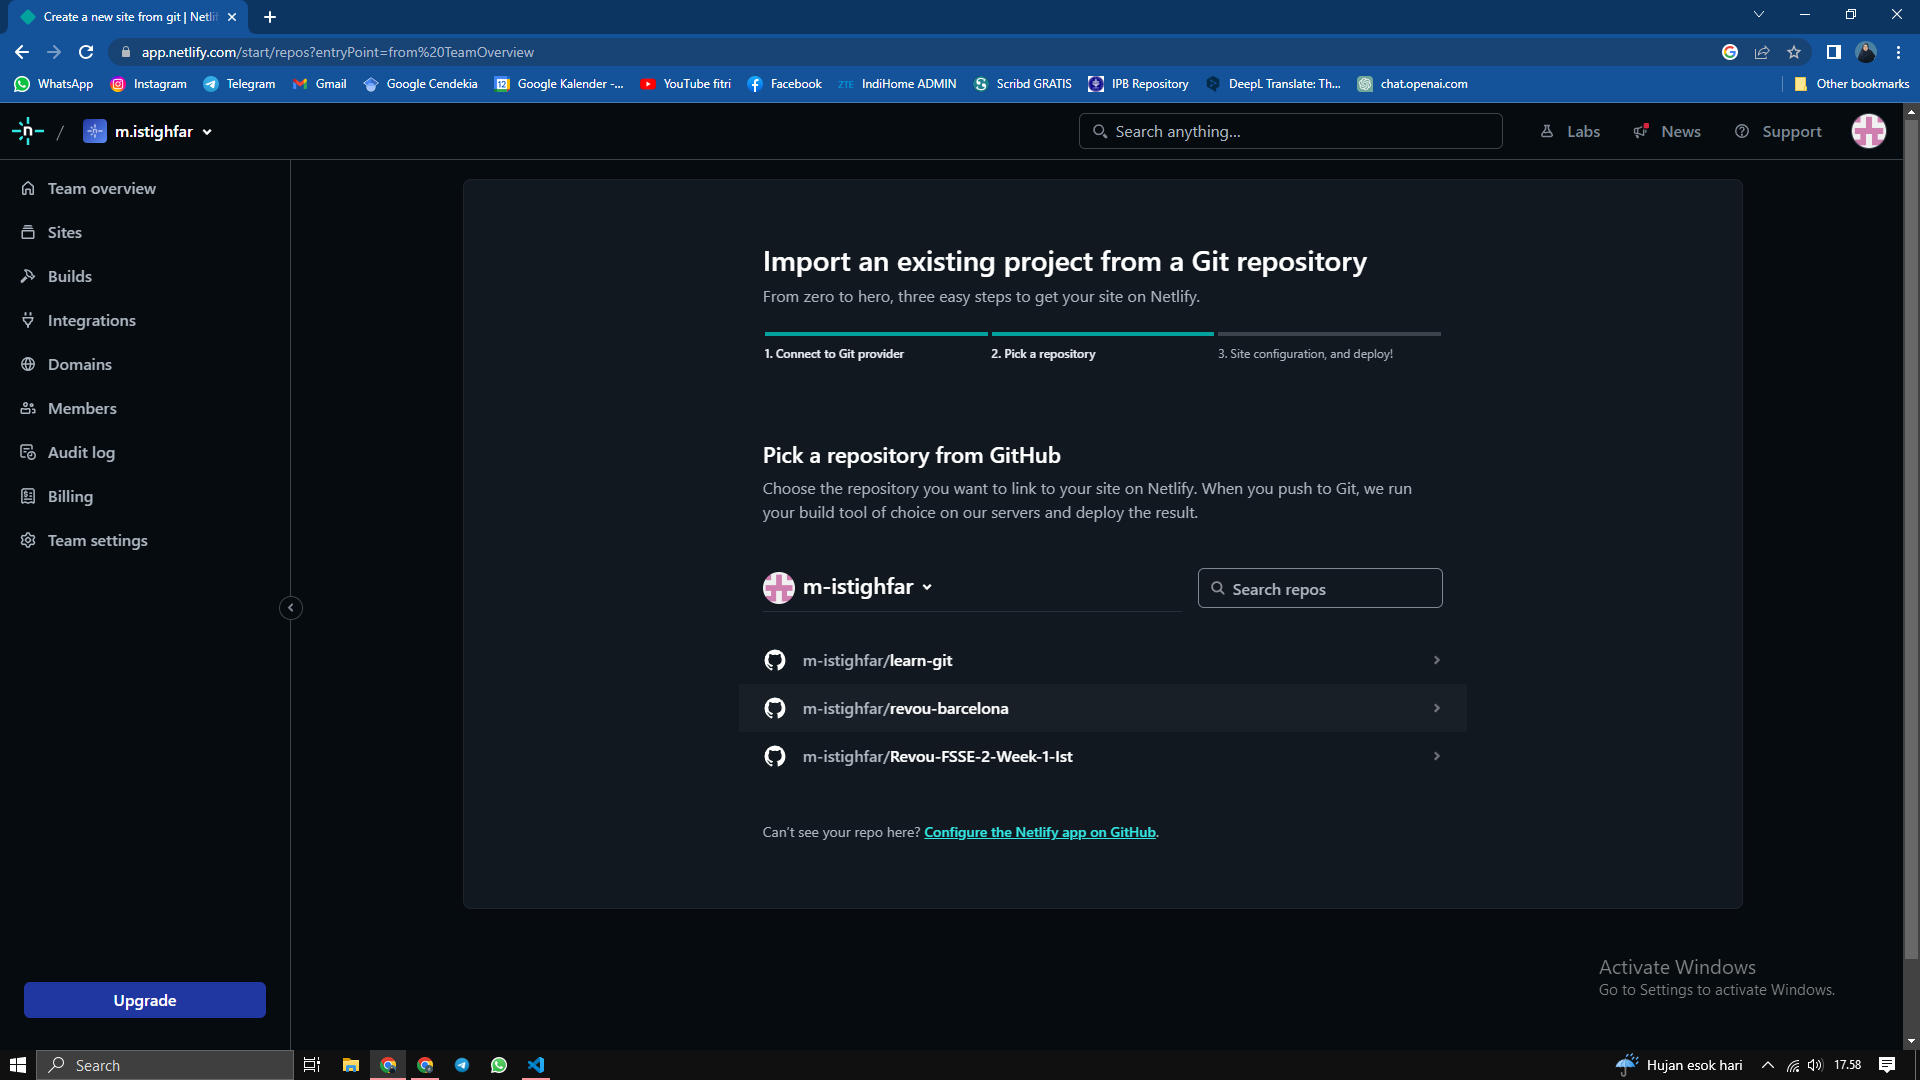 Create a new site from git | Netlif
app.netlify.com/start/repos?entryPoint=from%20TeamOverview
WhatsApp
Instagram
Telegram
Gmail
Google Cendekia
Google Kalender -...
YouTube fitri
Facebook
IndiHome ADMIN
Scribd GRATIS
IPB Repository
DeepL Translate: Th...
chat.openai.com
Other bookmarks
/ m.istighfar
Search anything...
Labs
News
Support
Team overview
Sites
Builds
Integrations
Domains
Members
Audit log
Billing
Team settings
Upgrade
Import an existing project from a Git repository
From zero to hero, three easy steps to get your site on Netlify.
1. Connect to Git provider
2. Pick a repository
3. Site configuration, and deploy!
Pick a repository from GitHub
Choose the repository you want to link to your site on Netlify. When you push to Git, we run
your build tool of choice on our servers and deploy the result.
m-istighfar
Search repos
m-istighfar/learn-git
m-istighfar/revou-barcelona
m-istighfar/Revou-FSSE-2-Week-1-Ist
Can't see your repo here? Configure the Netlify app on GitHub.
Activate Windows
Go to Settings to activate Windows.
Search
Hujan esok hari
17.58